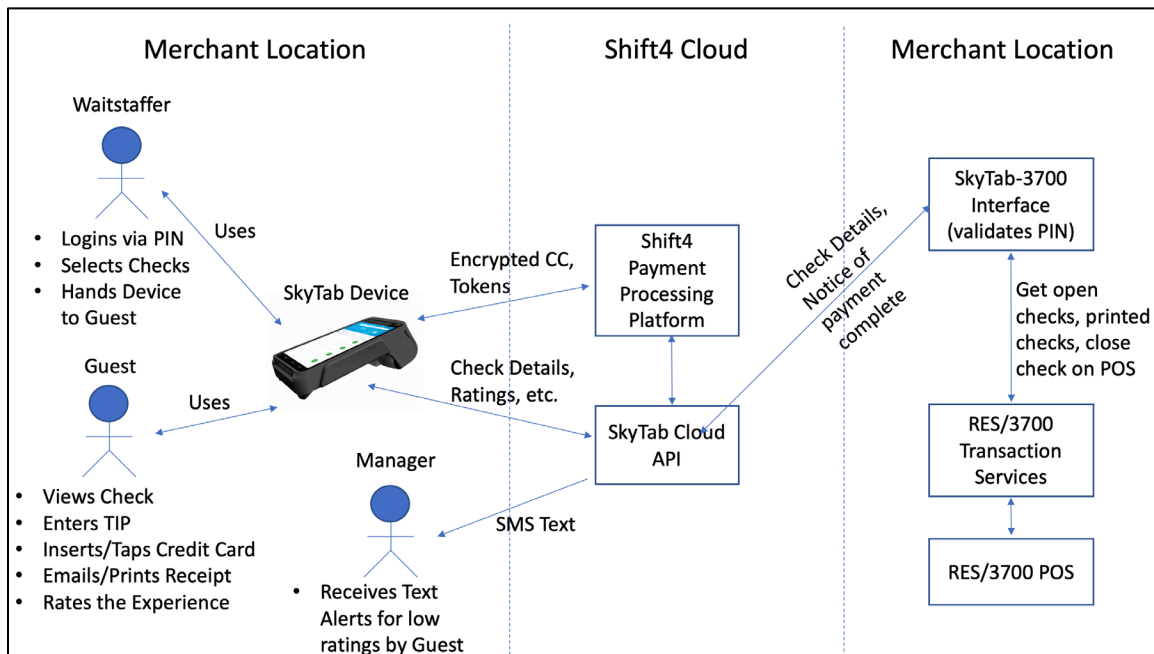 Merchant Location
Shift4 Cloud
Merchant Location
Waitstaffer
• Logins via PIN
• Selects Checks
• Hands Device
to Guest
Uses
SkyTab Device
Guest
Uses
• Views Check
• Enters TIP
• Inserts/Taps Credit Card
• Emails/Prints Receipt
• Rates the Experience
Manager
• Receives Text
Alerts for low
ratings by Guest
Encrypted CC,
Tokens
Check Details,
Ratings, etc.
SMS Text
Shift4
Payment
Processing
Platform
SkyTab Cloud
API
Check Details,
Notice of
payment
complete
SkyTab-3700
Interface
(validates PIN)
Get open
checks, printed
checks, close
check on POS
RES/3700
Transaction
Services
RES/3700 POS